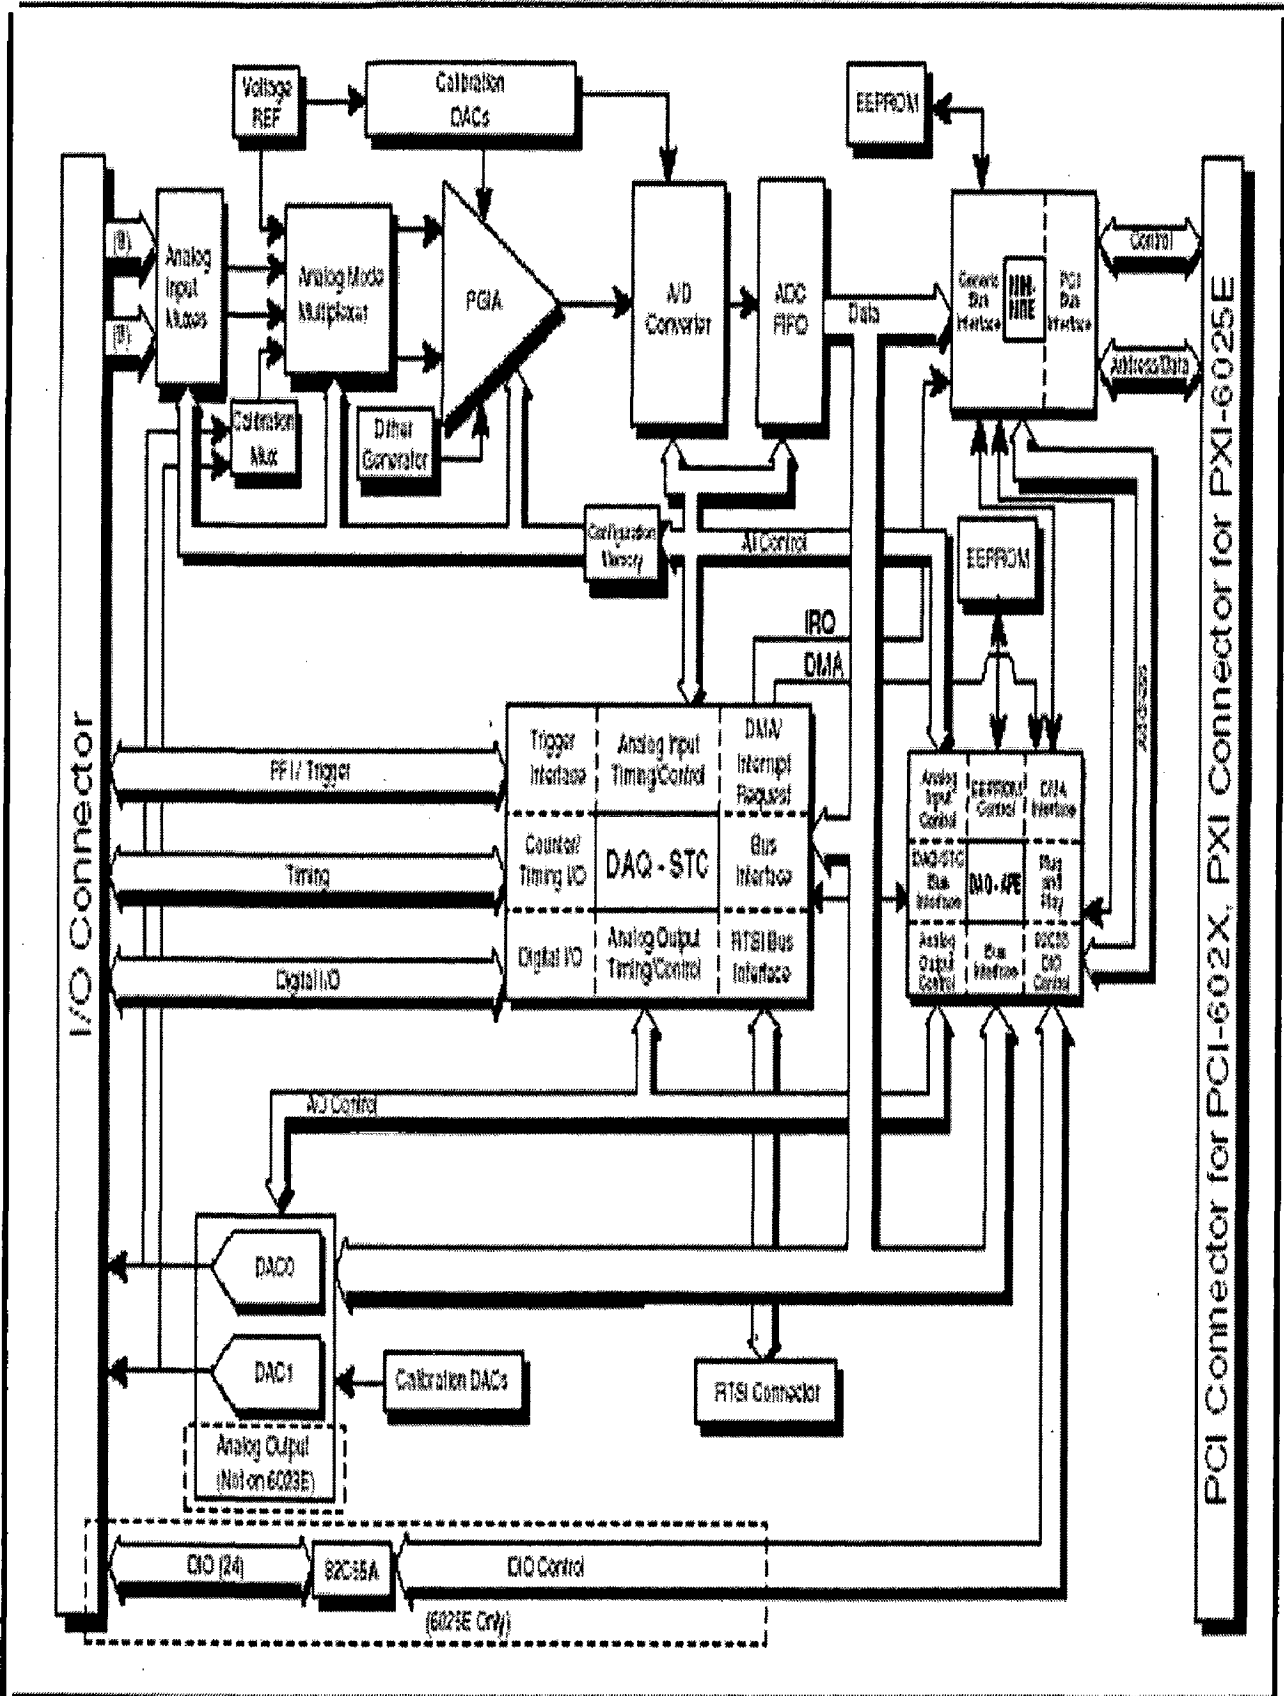 Voltage
REF
Calibration
DACs
EEPROM
(8)
(8)
Analog
Input
Muxes
Analog Mode
Multiplexer
PGIA
A/D
Converter
ADC
FIFO
Data
Generic
Bus
Interface
PCI
Bus
Interface
Control
Address/Data
Calibration
Mux
Dither
Generator
Configuration
Memory
AI Control
EEPROM
IRQ
DMA
I/O Connector
PFI / Trigger
Timing
Digital I/O
Trigger
Interface
Analog Input
Timing/Control
DMA/
Interrupt
Request
Counter/
Timing I/O
DAQ - STC
Bus
Interface
Digital I/O
Analog Output
Timing/Control
RTSI Bus
Interface
Analog
Input
Control
EEPROM
Control
DMA
Interface
DAQ-STC
Bus
Interface
DAQ - APE
Plug
and
Play
Analog
Output
Control
Bus
Interface
82C55
DIO
Control
AO Control
DAC0
DAC1
Calibration DACs
RTSI Connector
Analog Output
(Not on 6023E)
DIO (24)
82C55A
DIO Control
(6025E Only)
PCI Connector for PCI-602X, PXI Connector for PXI-6025E